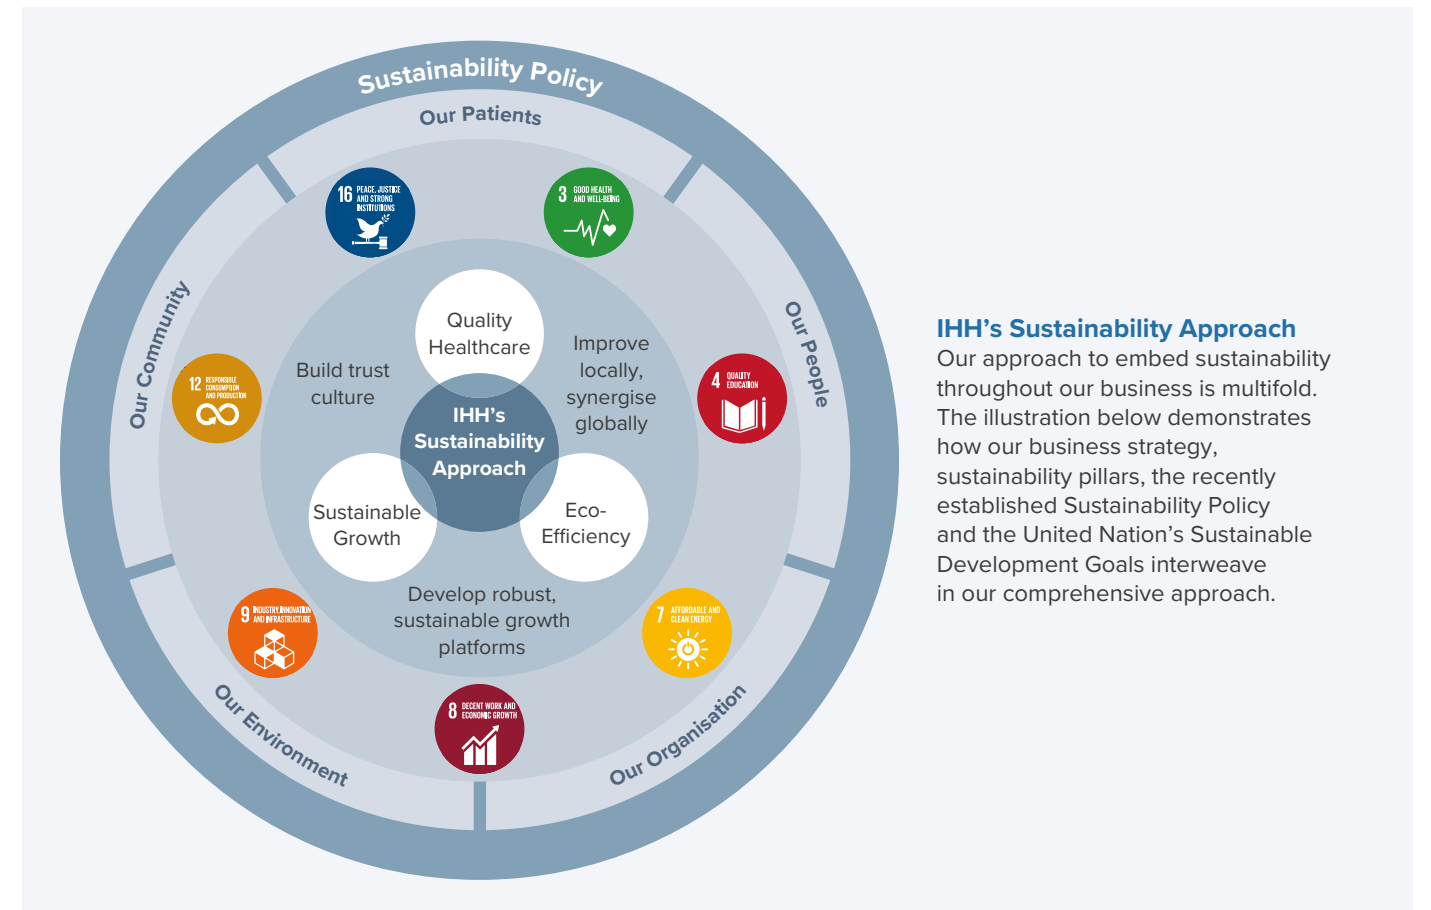 Sustainability Policy
Our Patients
16 PEACE, JUSTICE
AND STRONG
INSTITUTIONS
3 GOOD HEALTH
AND WELL-BEING
Our Community
Our People
Quality
Healthcare
Build trust
culture
Improve
locally,
synergise
globally
12 RESPONSIBLE
CONSUMPTION
AND PRODUCTION
4 QUALITY
EDUCATION
IHH's
Sustainability
Approach
Sustainable
Growth
Eco-
Efficiency
Develop robust,
sustainable growth
platforms
9 INDUSTRY, INNOVATION
AND INFRASTRUCTURE
7 AFFORDABLE AND
CLEAN ENERGY
8 DECENT WORK AND
ECONOMIC GROWTH
Our Environment
Our Organisation
IHH's Sustainability Approach
Our approach to embed sustainability
throughout our business is multifold.
The illustration below demonstrates
how our business strategy,
sustainability pillars, the recently
established Sustainability Policy
and the United Nation's Sustainable
Development Goals interweave
in our comprehensive approach.